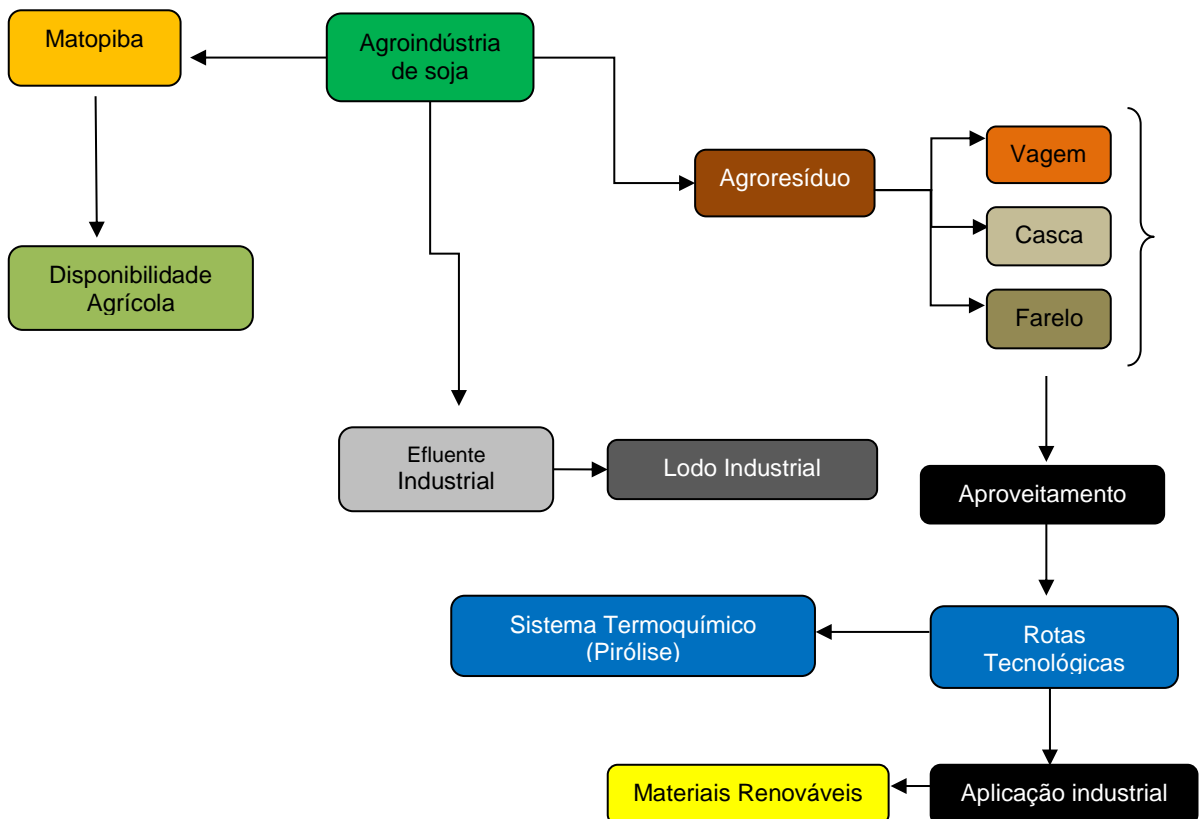 Matopiba
Agroindústria
de soja
Vagem
Agroresíduo
Casca
Disponibilidade
Agrícola
Farelo
Efluente
Industrial
Lodo Industrial
Aproveitamento
Sistema Termoquímico
(Pirólise)
Rotas
Tecnológicas
Materiais Renováveis
Aplicação industrial